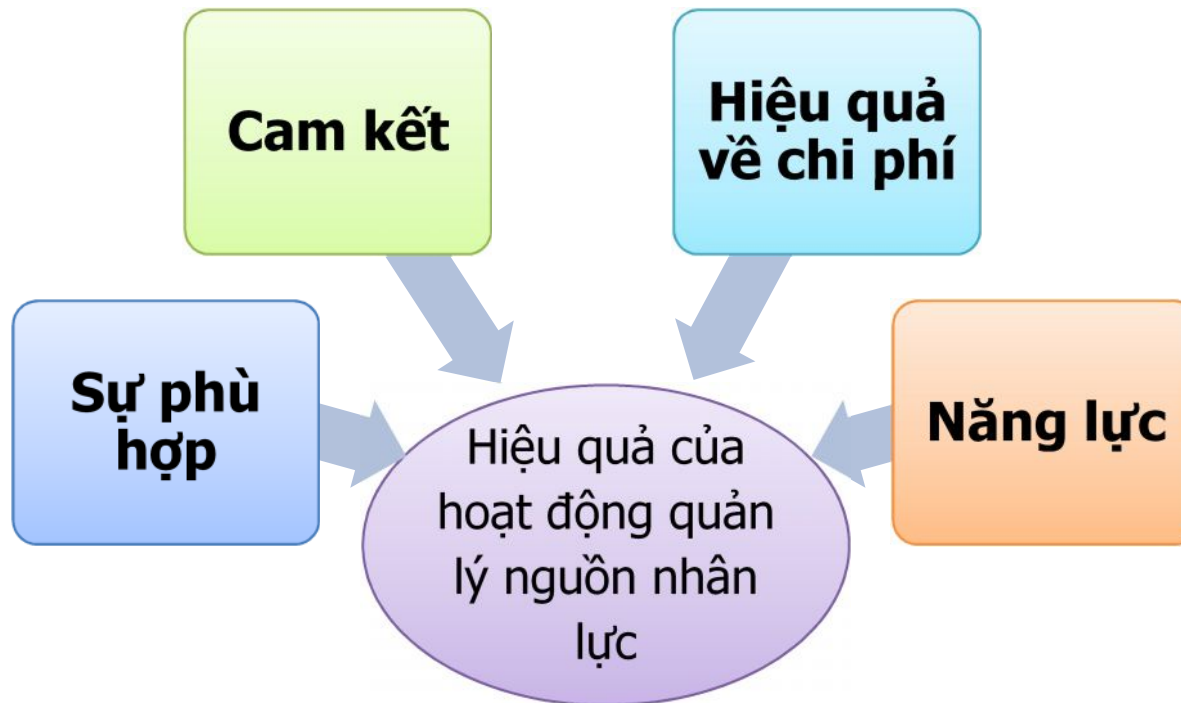 Cam kết
Hiệu quả
về chi phí
Sự phù
hợp
Năng lực
Hiệu quả của
hoạt động quản
lý nguồn nhân
lực